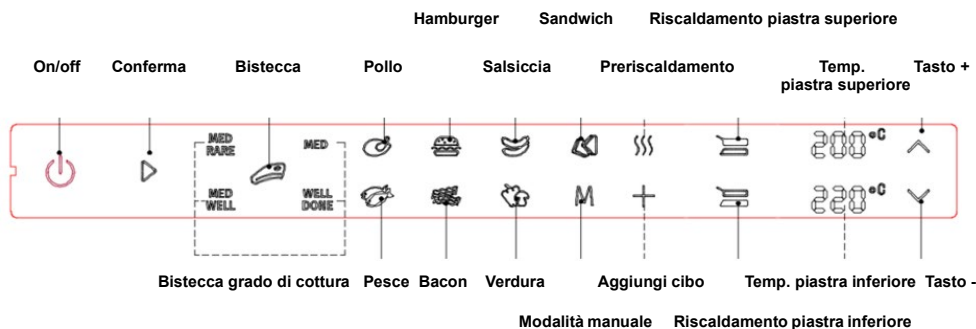 Hamburger Sandwich Riscaldamento piastra superiore
On/off Conferma Bistecca Pollo Salsiccia Preriscaldamento Temp. Tasto +
piastra superiore
MED MED 200°C
RARE
MED WELL M 220°C
WELL DONE
Bistecca grado di cottura Pesce Bacon Verdura Aggiungi cibo Temp. piastra inferiore Tasto -
Modalità manuale Riscaldamento piastra inferiore